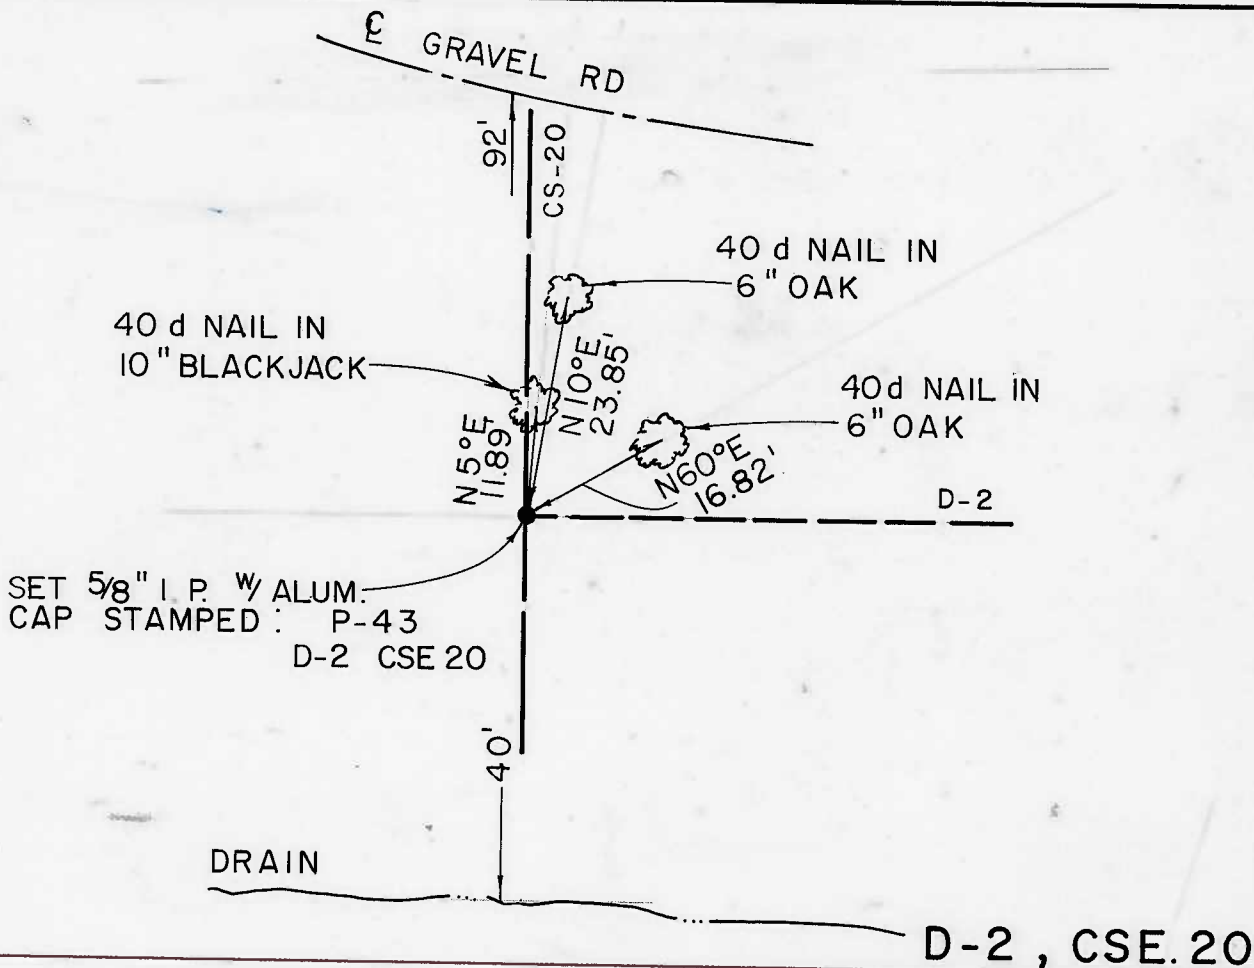 ℄ GRAVEL RD
92'
CS-20
40 d NAIL IN
6" OAK
40 d NAIL IN
10" BLACKJACK
N 10°E
23.85'
40d NAIL IN
6" OAK
N 5°E
11.89'
N60°E
16.82'
D-2
SET 5/8" I.P. W/ ALUM.
CAP STAMPED : P-43
D-2 CSE 20
40'
DRAIN
D-2 , CSE. 20